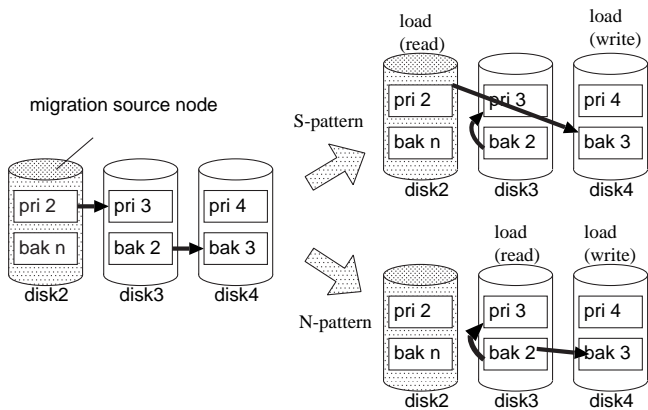 migration source node
pri 2
pri 3
pri 4
bak n
bak 2
bak 3
disk2
disk3
disk4
S-pattern
N-pattern
load
(read)
load
(write)
pri 2
pri 3
pri 4
bak n
bak 2
bak 3
disk2
disk3
disk4
load
(read)
load
(write)
pri 2
pri 3
pri 4
bak n
bak 2
bak 3
disk2
disk3
disk4